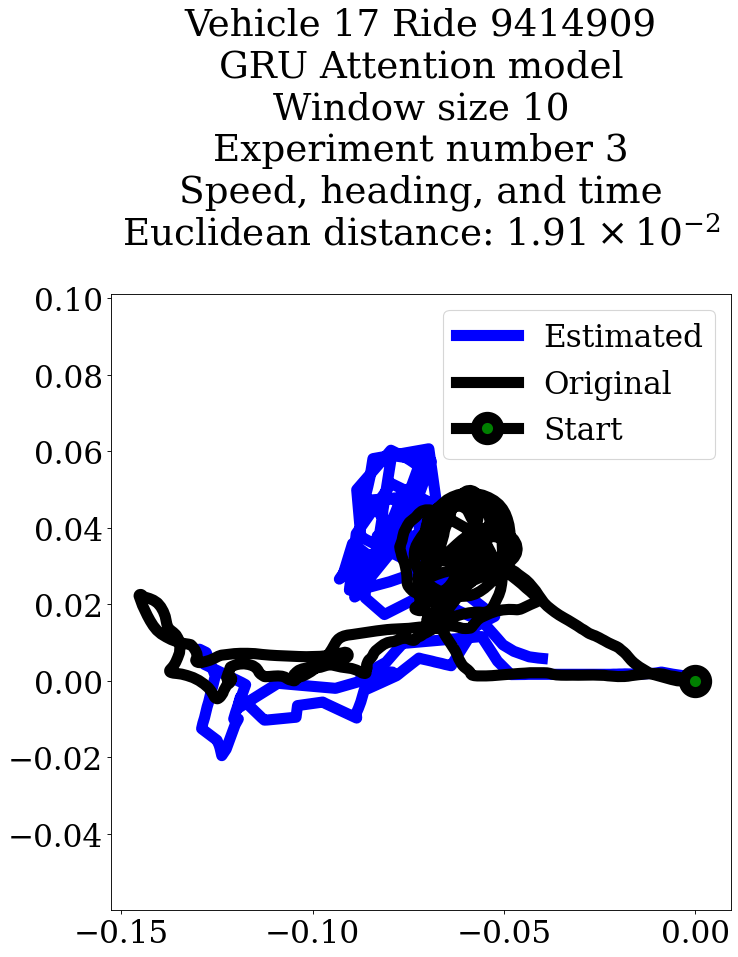 Vehicle 17 Ride 9414909
GRU Attention model
Window size 10
Experiment number 3
Speed, heading, and time
Euclidean distance: 1.91 × 10⁻²
0.10
0.08
0.06
0.04
0.02
0.00
−0.02
−0.04
Estimated
Original
Start
−0.15
−0.10
−0.05
0.00